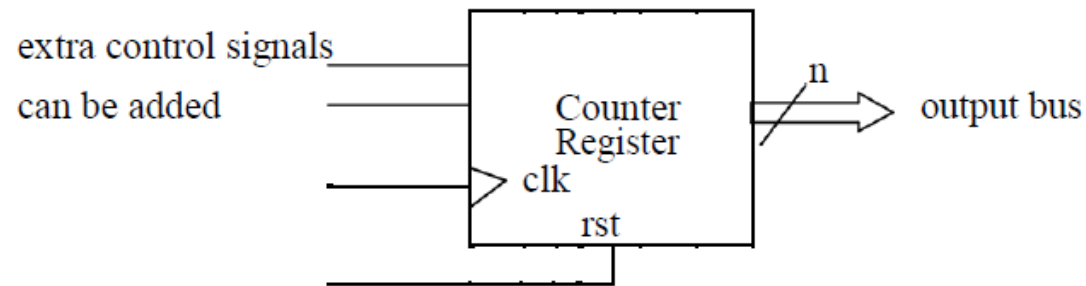 extra control signals
can be added
n
Counter
Register
output bus
clk
rst